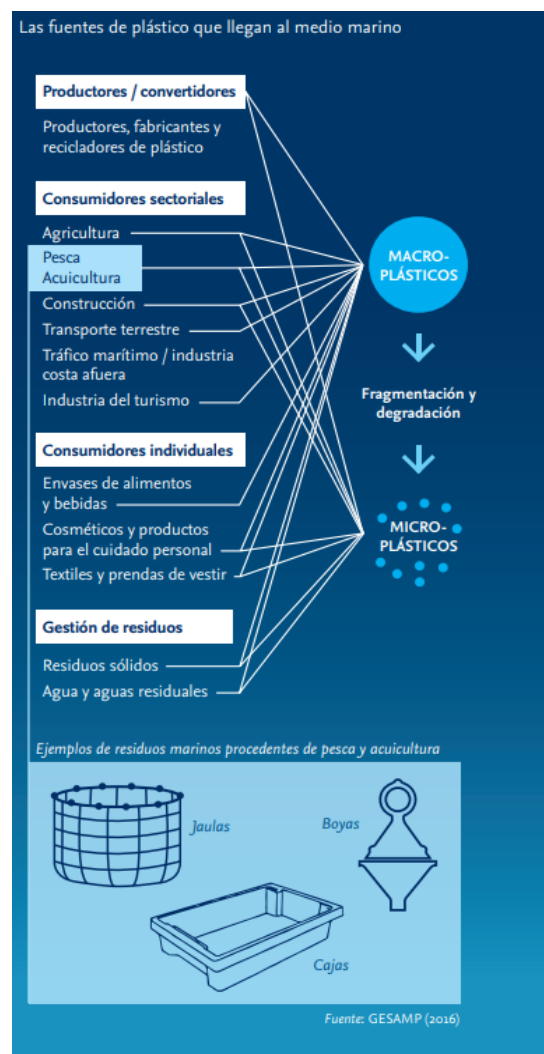 Las fuentes de plástico que llegan al medio marino
Productores / convertidores
Productores, fabricantes y
recicladores de plástico
Consumidores sectoriales
Agricultura
Pesca
Acuicultura
Construcción
Transporte terrestre
Tráfico marítimo / industria
costa afuera
Industria del turismo
Consumidores individuales
Envases de alimentos
y bebidas
Cosméticos y productos
para el cuidado personal
Textiles y prendas de vestir
Gestión de residuos
Residuos sólidos
Agua y aguas residuales
MACRO-
PLÁSTICOS
Fragmentación y
degradación
MICRO-
PLÁSTICOS
Ejemplos de residuos marinos procedentes de pesca y acuicultura
Jaulas
Boyas
Cajas
Fuente: GESAMP (2016)